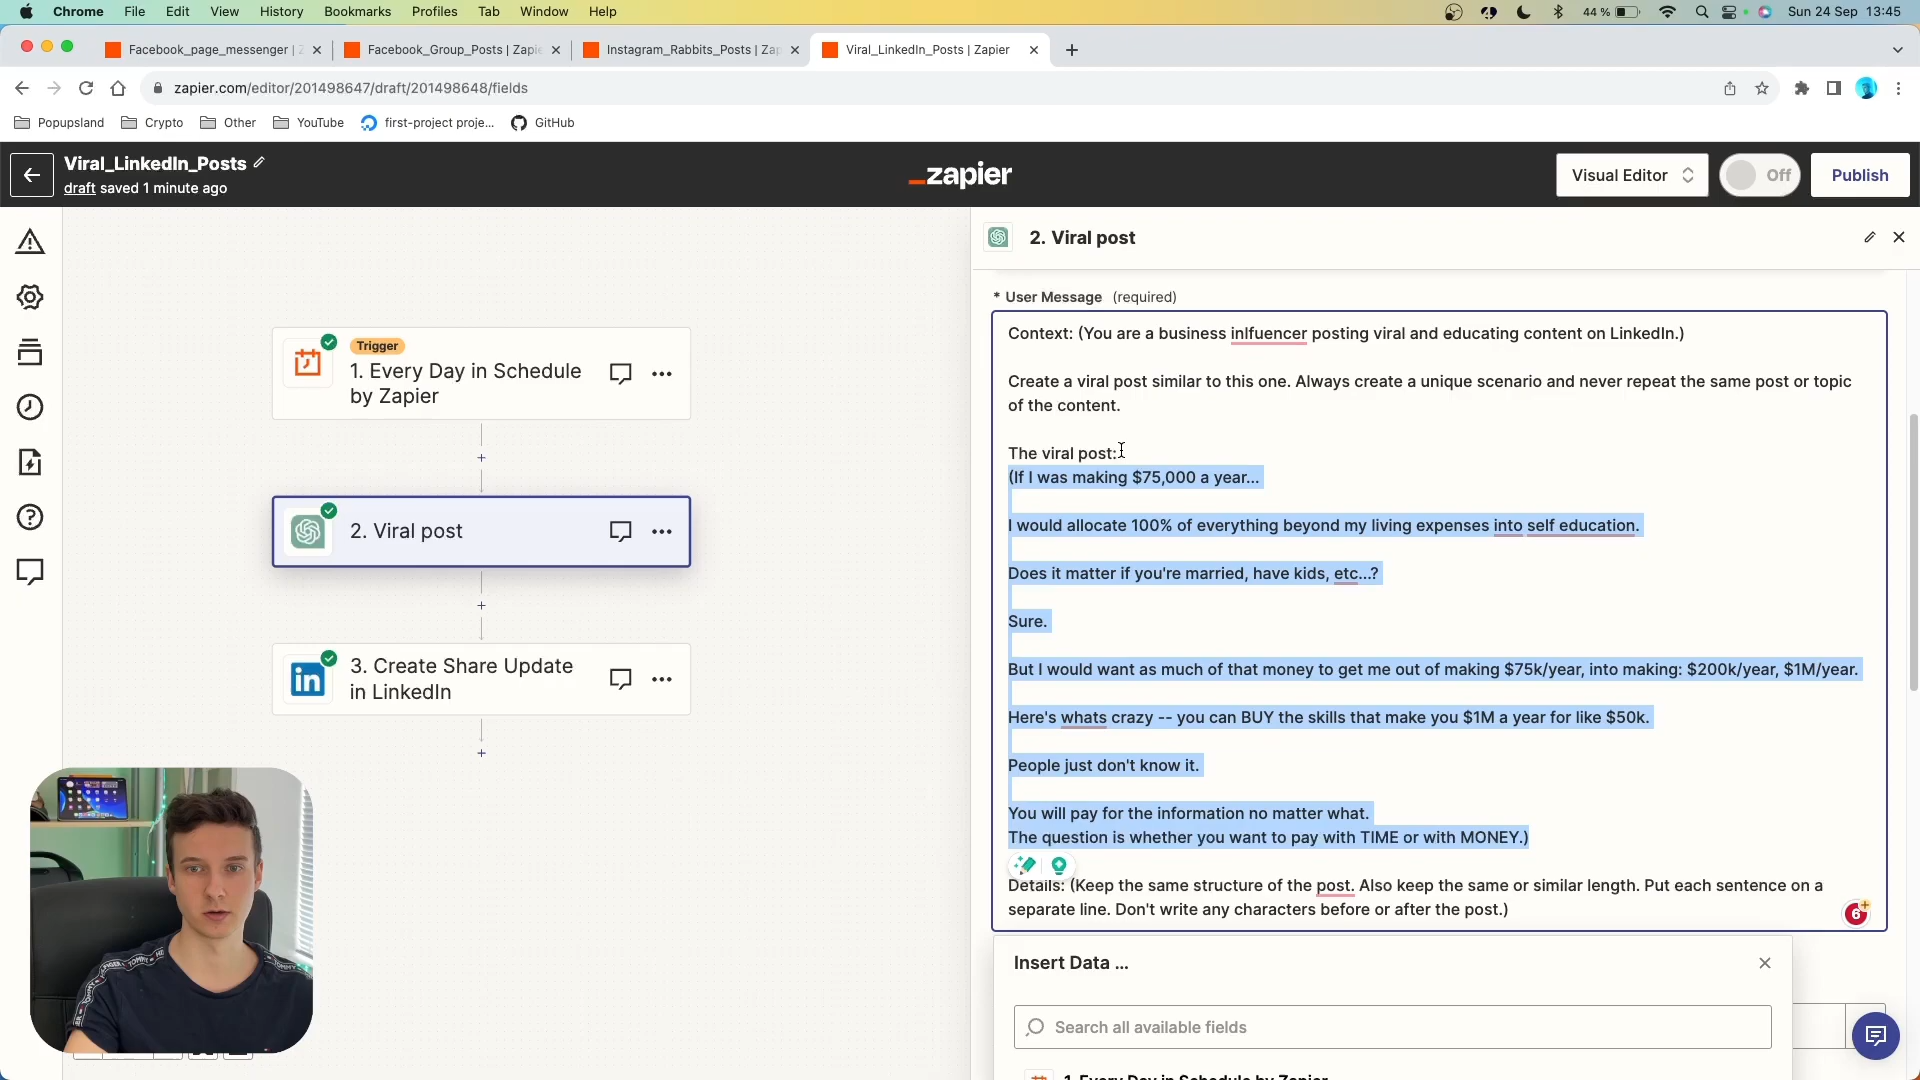 Chrome File Edit View History Bookmarks Profiles Tab Window Help
44 % Sun 24 Sep 13:45
Facebook_page_messenger | Z
Facebook_Group_Posts | Zapie
Instagram_Rabbits_Posts | Zap
Viral_LinkedIn_Posts | Zapier
zapier.com/editor/201498647/draft/201498648/fields
Popupsland Crypto Other YouTube first-project proje... GitHub
Viral_LinkedIn_Posts
draft saved 1 minute ago
zapier
Visual Editor
Off
Publish
Trigger
1. Every Day in Schedule
by Zapier
2. Viral post
3. Create Share Update
in LinkedIn
2. Viral post
* User Message (required)
Context: (You are a business inlfuencer posting viral and educating content on LinkedIn.)
Create a viral post similar to this one. Always create a unique scenario and never repeat the same post or topic
of the content.
The viral post:
(If I was making $75,000 a year...
I would allocate 100% of everything beyond my living expenses into self education.
Does it matter if you're married, have kids, etc...?
Sure.
But I would want as much of that money to get me out of making $75k/year, into making: $200k/year, $1M/year.
Here's whats crazy -- you can BUY the skills that make you $1M a year for like $50k.
People just don't know it.
You will pay for the information no matter what.
The question is whether you want to pay with TIME or with MONEY.)
Details: (Keep the same structure of the post. Also keep the same or similar length. Put each sentence on a
separate line. Don't write any characters before or after the post.)
6
Insert Data ...
Search all available fields
1. Every Day in Schedule by Zapier